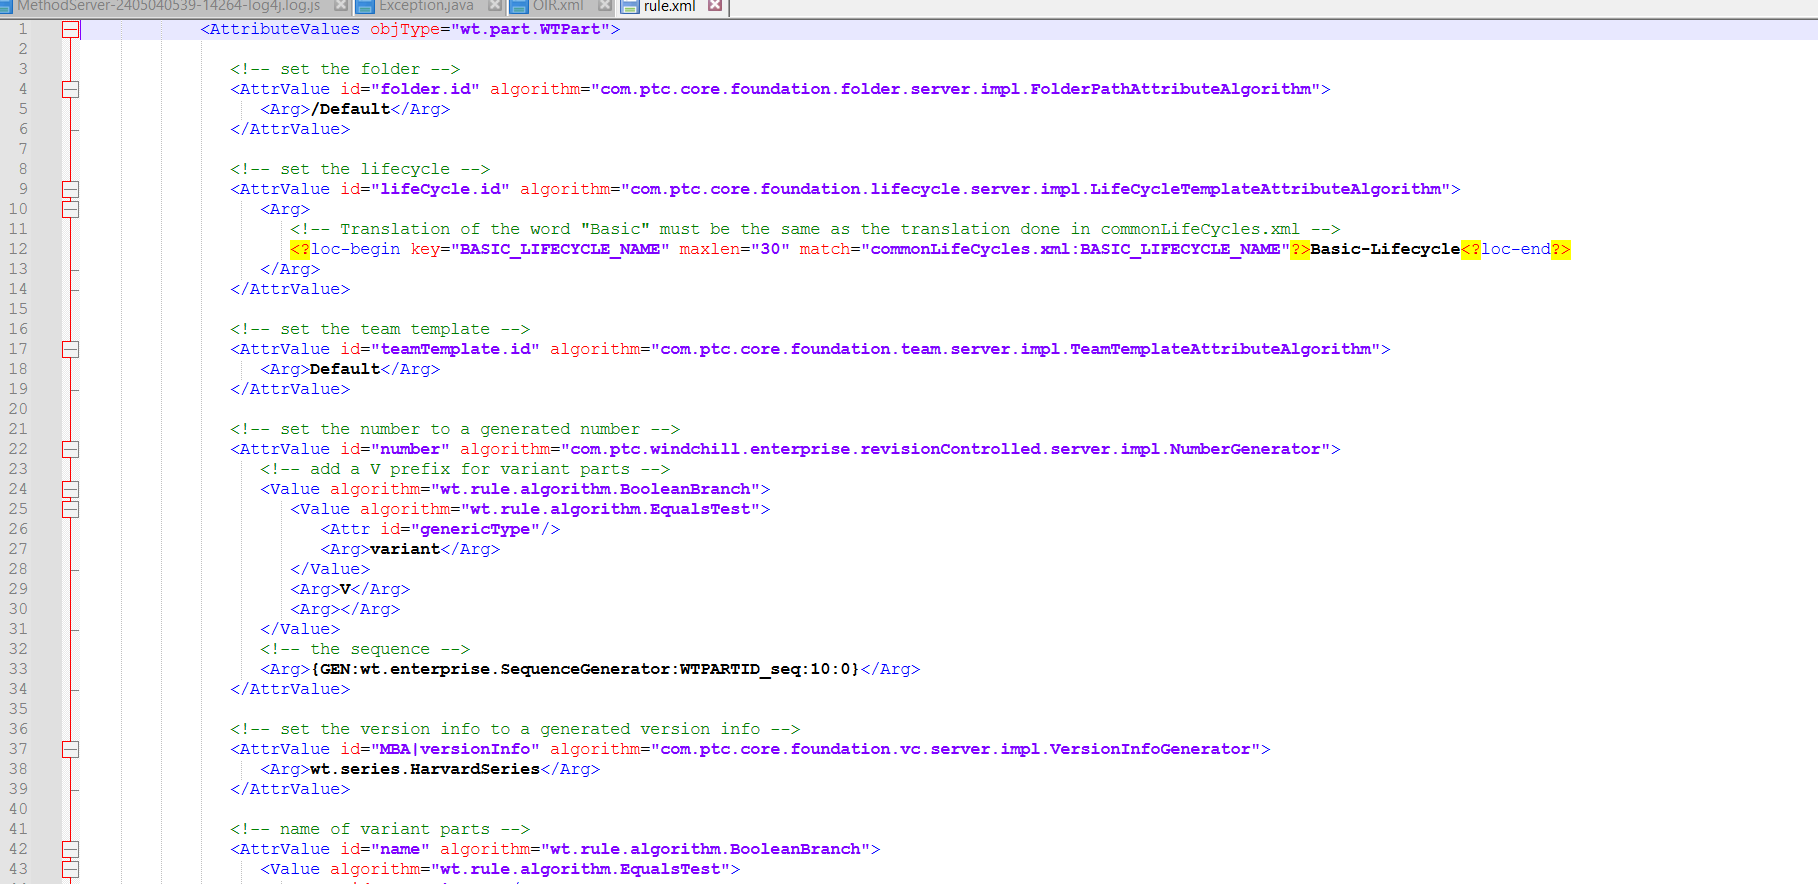 MethodServer-2405040539-14264-log4j.log.js Exception.java OIR.xml rule.xml
1 <AttributeValues objType="wt.part.WTPart">
2
3 <!-- set the folder -->
4 <AttrValue id="folder.id" algorithm="com.ptc.core.foundation.folder.server.impl.FolderPathAttributeAlgorithm">
5 <Arg>/Default</Arg>
6 </AttrValue>
7
8 <!-- set the lifecycle -->
9 <AttrValue id="lifeCycle.id" algorithm="com.ptc.core.foundation.lifecycle.server.impl.LifeCycleTemplateAttributeAlgorithm">
10 <Arg>
11 <!-- Translation of the word "Basic" must be the same as the translation done in commonLifeCycles.xml -->
12 <?loc-begin key="BASIC_LIFECYCLE_NAME" maxlen="30" match="commonLifeCycles.xml:BASIC_LIFECYCLE_NAME"?>Basic-Lifecycle<?loc-end?>
13 </Arg>
14 </AttrValue>
15
16 <!-- set the team template -->
17 <AttrValue id="teamTemplate.id" algorithm="com.ptc.core.foundation.team.server.impl.TeamTemplateAttributeAlgorithm">
18 <Arg>Default</Arg>
19 </AttrValue>
20
21 <!-- set the number to a generated number -->
22 <AttrValue id="number" algorithm="com.ptc.windchill.enterprise.revisionControlled.server.impl.NumberGenerator">
23 <!-- add a V prefix for variant parts -->
24 <Value algorithm="wt.rule.algorithm.BooleanBranch">
25 <Value algorithm="wt.rule.algorithm.EqualsTest">
26 <Attr id="genericType"/>
27 <Arg>variant</Arg>
28 </Value>
29 <Arg>V</Arg>
30 <Arg></Arg>
31 </Value>
32 <!-- the sequence -->
33 <Arg>{GEN:wt.enterprise.SequenceGenerator:WTPARTID_seq:10:0}</Arg>
34 </AttrValue>
35
36 <!-- set the version info to a generated version info -->
37 <AttrValue id="MBA|versionInfo" algorithm="com.ptc.core.foundation.vc.server.impl.VersionInfoGenerator">
38 <Arg>wt.series.HarvardSeries</Arg>
39 </AttrValue>
40
41 <!-- name of variant parts -->
42 <AttrValue id="name" algorithm="wt.rule.algorithm.BooleanBranch">
43 <Value algorithm="wt.rule.algorithm.EqualsTest">